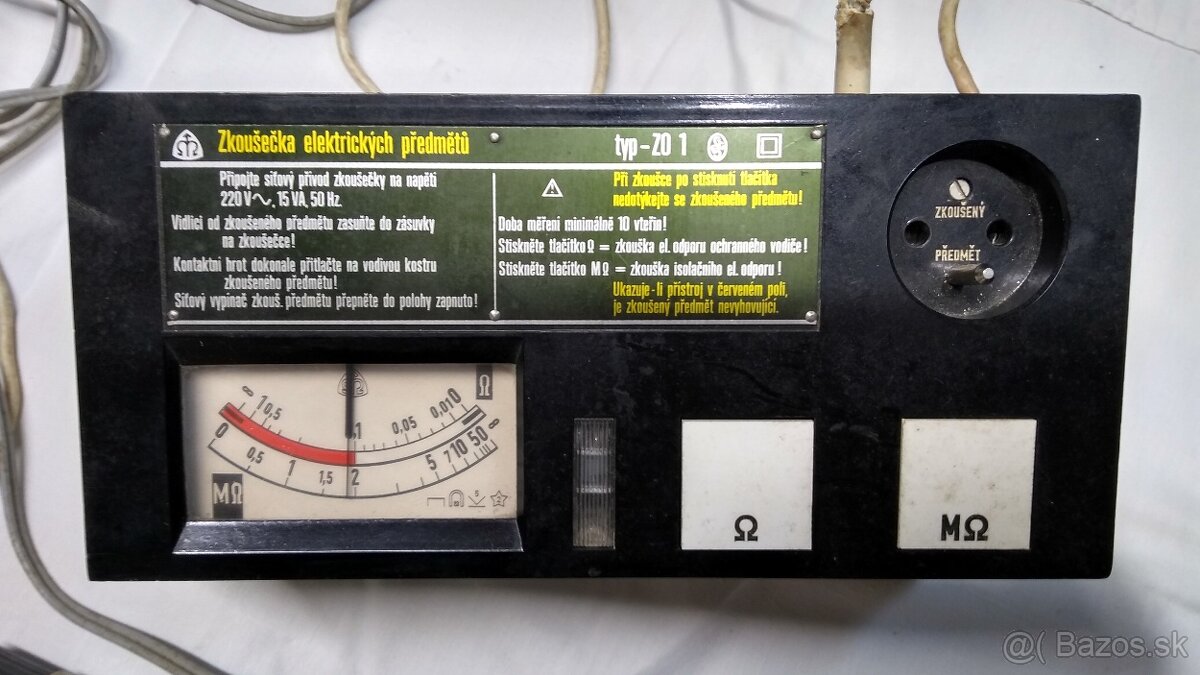 Zkoušečka elektrických předmětů
typ-ZO 1
Připojte síťový přívod zkoušečky na napětí
220 V ~, 15 VA, 50 Hz.
Vidlici od zkoušeného předmětu zasuňte do zásuvky
na zkoušečce!
Kontaktní hrot dokonale přitlačte na vodivou kostru
zkoušeného předmětu!
Síťový vypínač zkouš. předmětu přepněte do polohy zapnuto!
Při zkoušce po stisknutí tlačítka
nedotýkejte se zkoušeného předmětu!
Doba měření minimálně 10 vteřin!
Stiskněte tlačítko Ω = zkouška el. odporu ochranného vodiče!
Stiskněte tlačítko MΩ = zkouška isolačního el. odporu!
Ukazuje-li přístroj v červeném poli,
je zkoušený předmět nevyhovující.
ZKOUŠENÝ
PŘEDMĚT
Ω
∞ 1 0,5 0,1 0,05 0,01 0
0 0,5 1 1,5 2 5 7 10 50 ∞
MΩ
Ω
MΩ
@( Bazos.sk